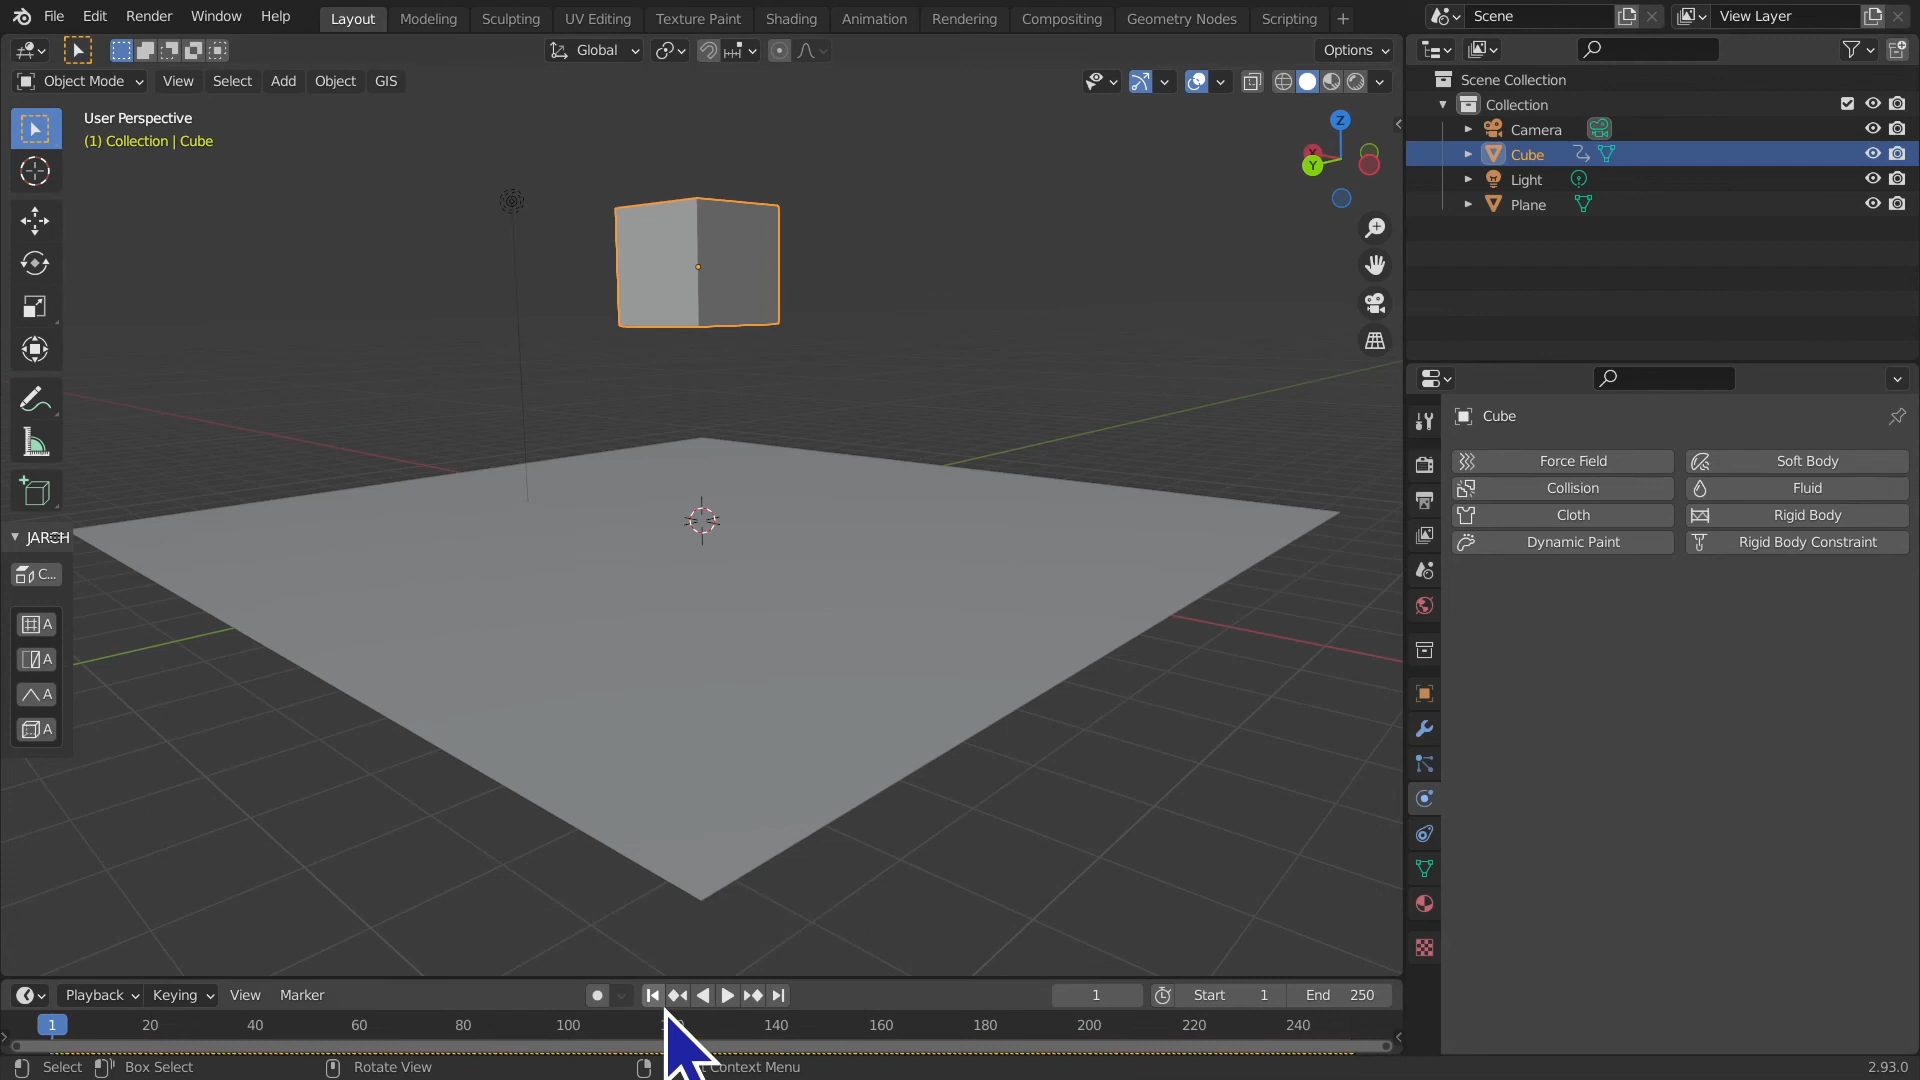 File Edit Render Window Help Layout Modeling Sculpting UV Editing Texture Paint Shading Animation Rendering Compositing Geometry Nodes Scripting + Scene View Layer
Global Options
Object Mode View Select Add Object GIS
User Perspective
(1) Collection | Cube
Z
X
Y
Scene Collection
Collection
Camera
Cube
Light
Plane
Cube
Force Field Soft Body
Collision Fluid
Cloth Rigid Body
Dynamic Paint Rigid Body Constraint
C...
A
A
A
A
Playback Keying View Marker 1 Start 1 End 250
1 20 40 60 80 100 140 160 180 200 220 240
Select Box Select Rotate View Context Menu 2.93.0